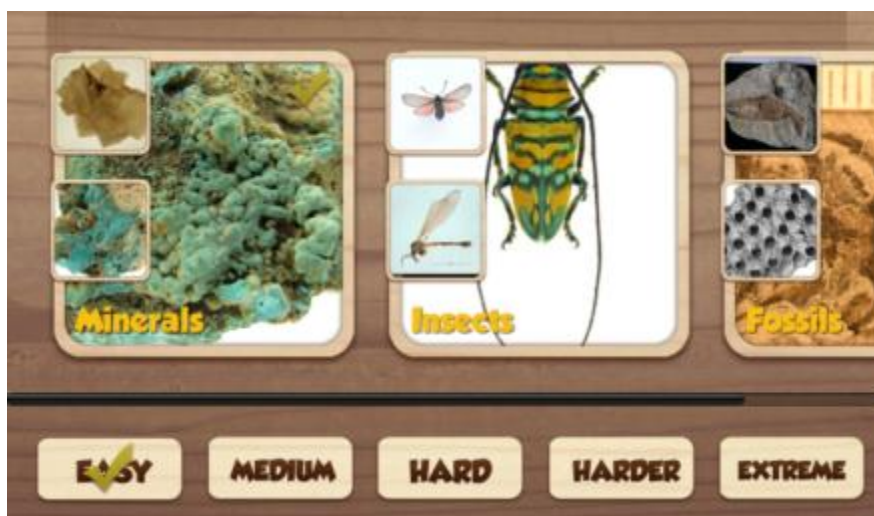 Minerals
Insects
Fossils
EASY
MEDIUM
HARD
HARDER
EXTREME